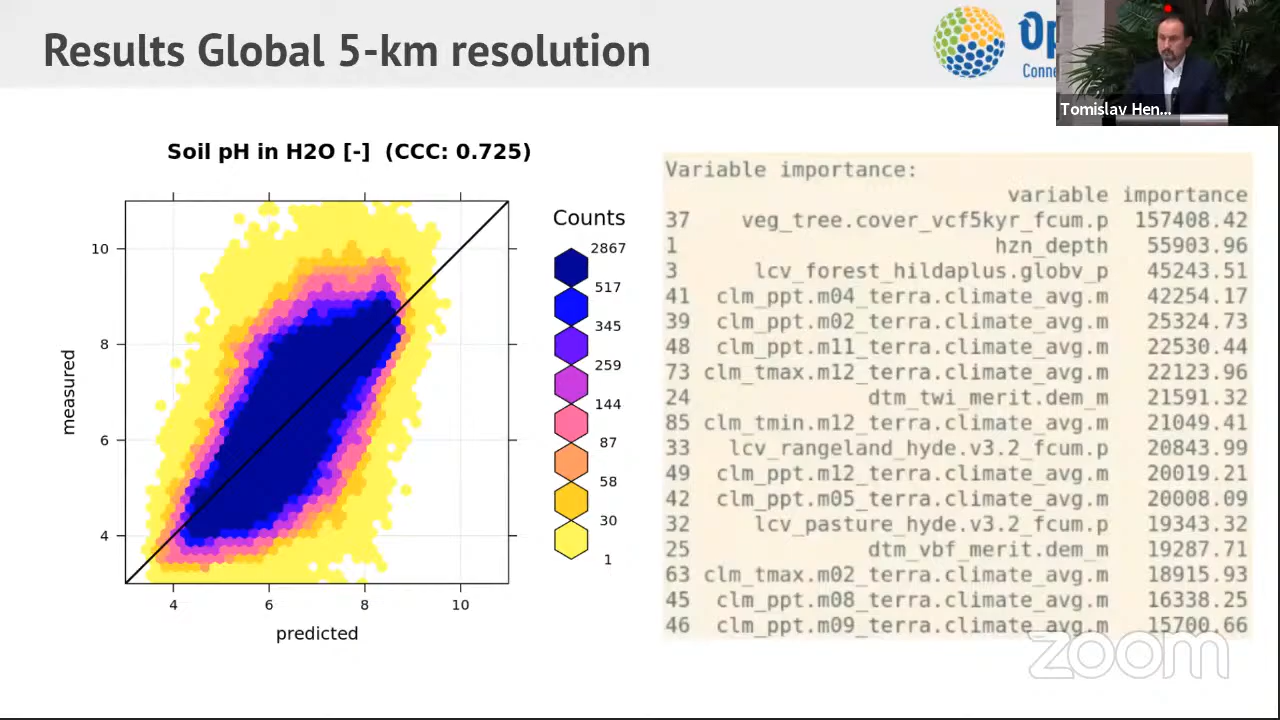 Results Global 5-km resolution
Op
Conne
Tomislav Hen...
Soil pH in H2O [-] (CCC: 0.725)
measured
10
8
6
4
4 6 8 10
predicted
Counts
2867
517
345
259
144
87
58
30
1
Variable importance:
variable importance
37 veg_tree.cover_vcf5kyr_fcum.p 157408.42
1 hzn_depth 55903.96
3 lcv_forest_hildaplus.globv_p 45243.51
41 clm_ppt.m04_terra.climate_avg.m 42254.17
39 clm_ppt.m02_terra.climate_avg.m 25324.73
48 clm_ppt.m11_terra.climate_avg.m 22530.44
73 clm_tmax.m12_terra.climate_avg.m 22123.96
24 dtm_twi_merit.dem_m 21591.32
85 clm_tmin.m12_terra.climate_avg.m 21049.41
33 lcv_rangeland_hyde.v3.2_fcum.p 20843.99
49 clm_ppt.m12_terra.climate_avg.m 20019.21
42 clm_ppt.m05_terra.climate_avg.m 20008.09
32 lcv_pasture_hyde.v3.2_fcum.p 19343.32
25 dtm_vbf_merit.dem_m 19287.71
63 clm_tmax.m02_terra.climate_avg.m 18915.93
45 clm_ppt.m08_terra.climate_avg.m 16338.25
46 clm_ppt.m09_terra.climate_avg.m 15700.66
zoom